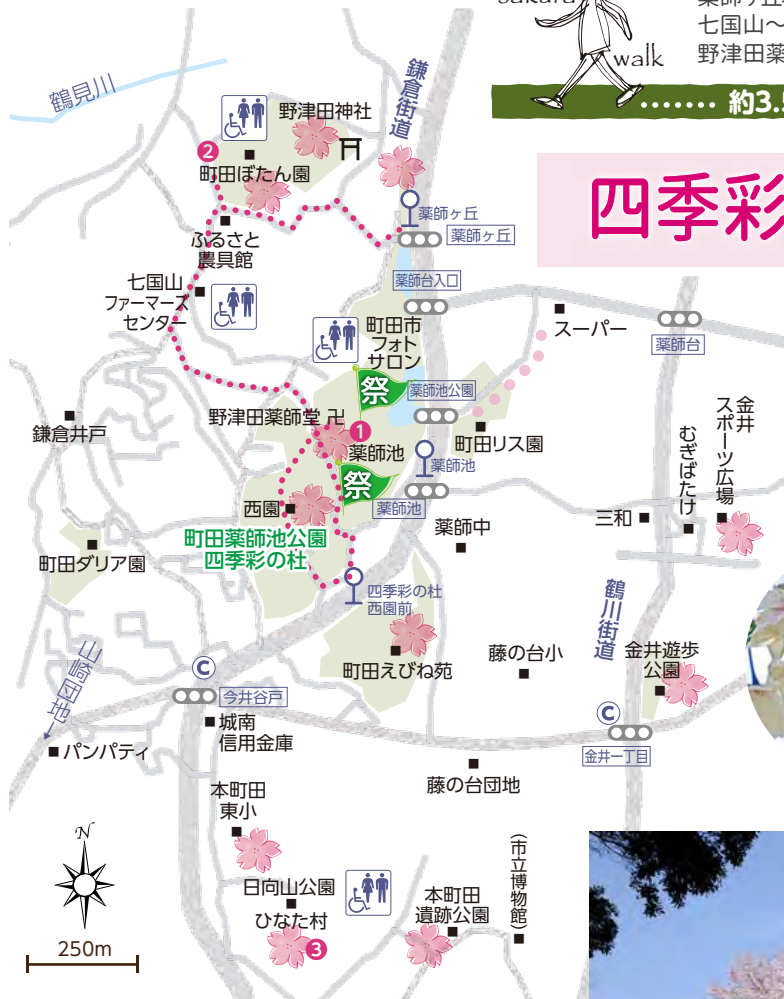 sakura
walk
七国山～
野津田薬
約3.5
四季彩
鶴見川
鎌倉街道
野津田神社
2
町田ぼたん園
薬師ヶ丘
薬師ヶ丘
ふるさと
農具館
薬師台入口
七国山
ファーマーズ
センター
町田市
フォト
サロン
スーパー
薬師台
祭
薬師池公園
野津田薬師堂 卍
1
鎌倉井戸
町田リス園
金井
スポーツ広場
むぎばたけ
薬師池
薬師池
祭
薬師池
西園
三和
薬師中
町田薬師池公園
四季彩の杜
町田ダリア園
四季彩の杜
西園前
鶴川街道
町田えびね苑
藤の台小
金井遊歩
公園
山崎団地
C
今井谷戸
C
城南
信用金庫
パンパティ
金井一丁目
藤の台団地
本町田
東小
N
(市立博物館)
日向山公園
ひなた村
3
本町田
遺跡公園
250m